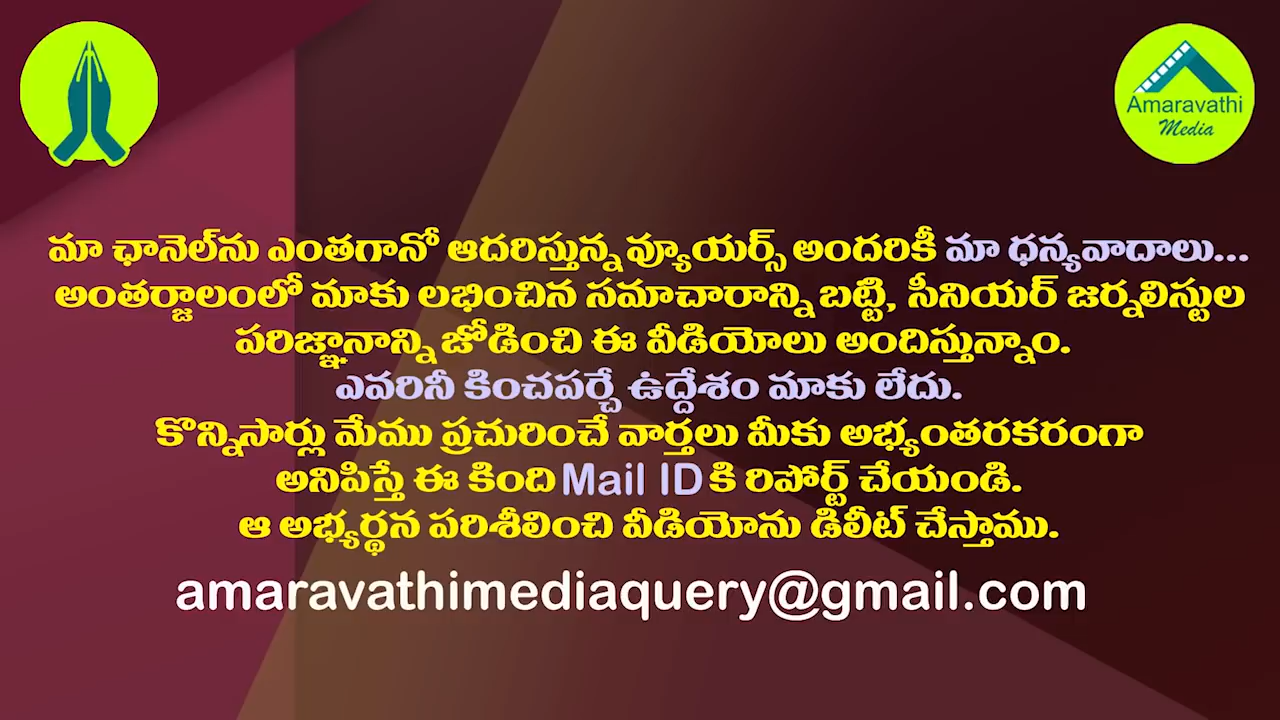 Amaravathi
Media
మా ఛానెల్‌ను ఎంతగానో ఆదరిస్తున్న వ్యూయర్స్ అందరికీ మా ధన్యవాదాలు...
అంతర్జాలంలో మాకు లభించిన సమాచారాన్ని బట్టి, సీనియర్ జర్నలిస్టుల
పరిజ్ఞానాన్ని జోడించి ఈ వీడియోలు అందిస్తున్నాం.
ఎవరినీ కించపర్చే ఉద్దేశం మాకు లేదు.
కొన్నిసార్లు మేము ప్రచురించే వార్తలు మీకు అభ్యంతరకరంగా
అనిపిస్తే ఈ కింది Mail ID కి రిపోర్ట్ చేయండి.
ఆ అభ్యర్థన పరిశీలించి వీడియోను డిలీట్ చేస్తాము.
amaravathimediaquery@gmail.com